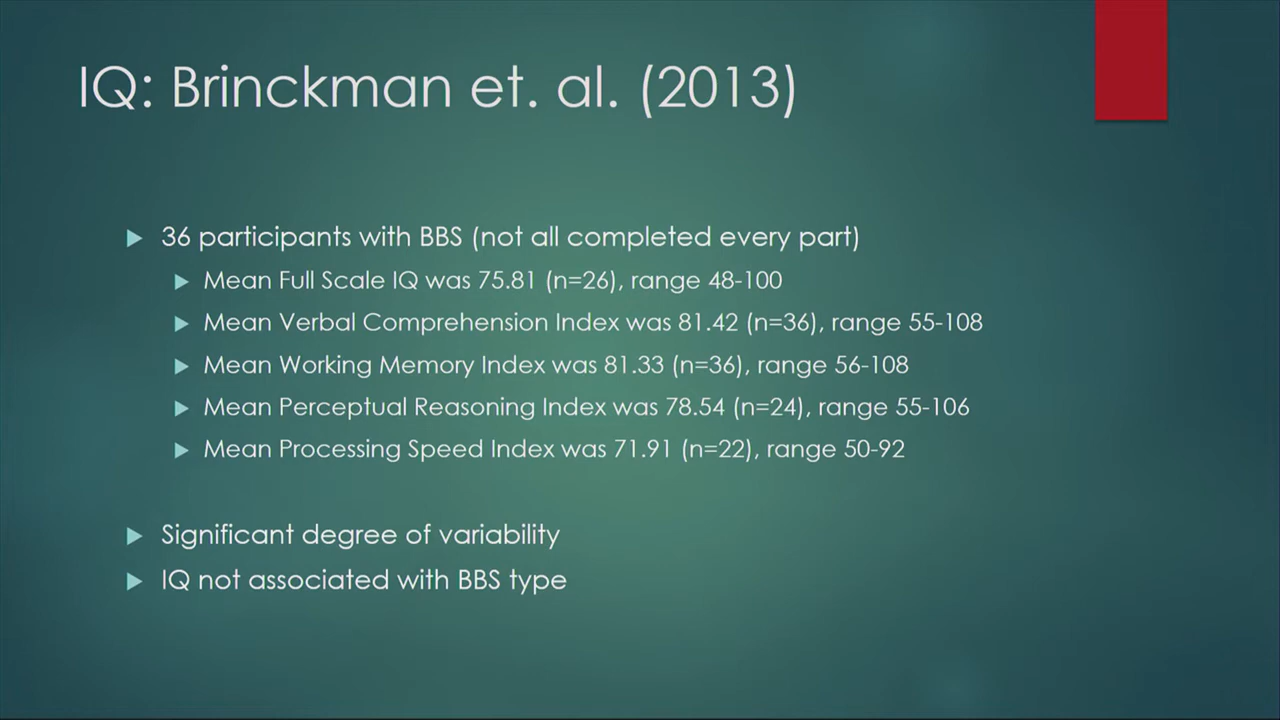 IQ: Brinckman et. al. (2013)
36 participants with BBS (not all completed every part)
Mean Full Scale IQ was 75.81 (n=26), range 48-100
Mean Verbal Comprehension Index was 81.42 (n=36), range 55-108
Mean Working Memory Index was 81.33 (n=36), range 56-108
Mean Perceptual Reasoning Index was 78.54 (n=24), range 55-106
Mean Processing Speed Index was 71.91 (n=22), range 50-92
Significant degree of variability
IQ not associated with BBS type